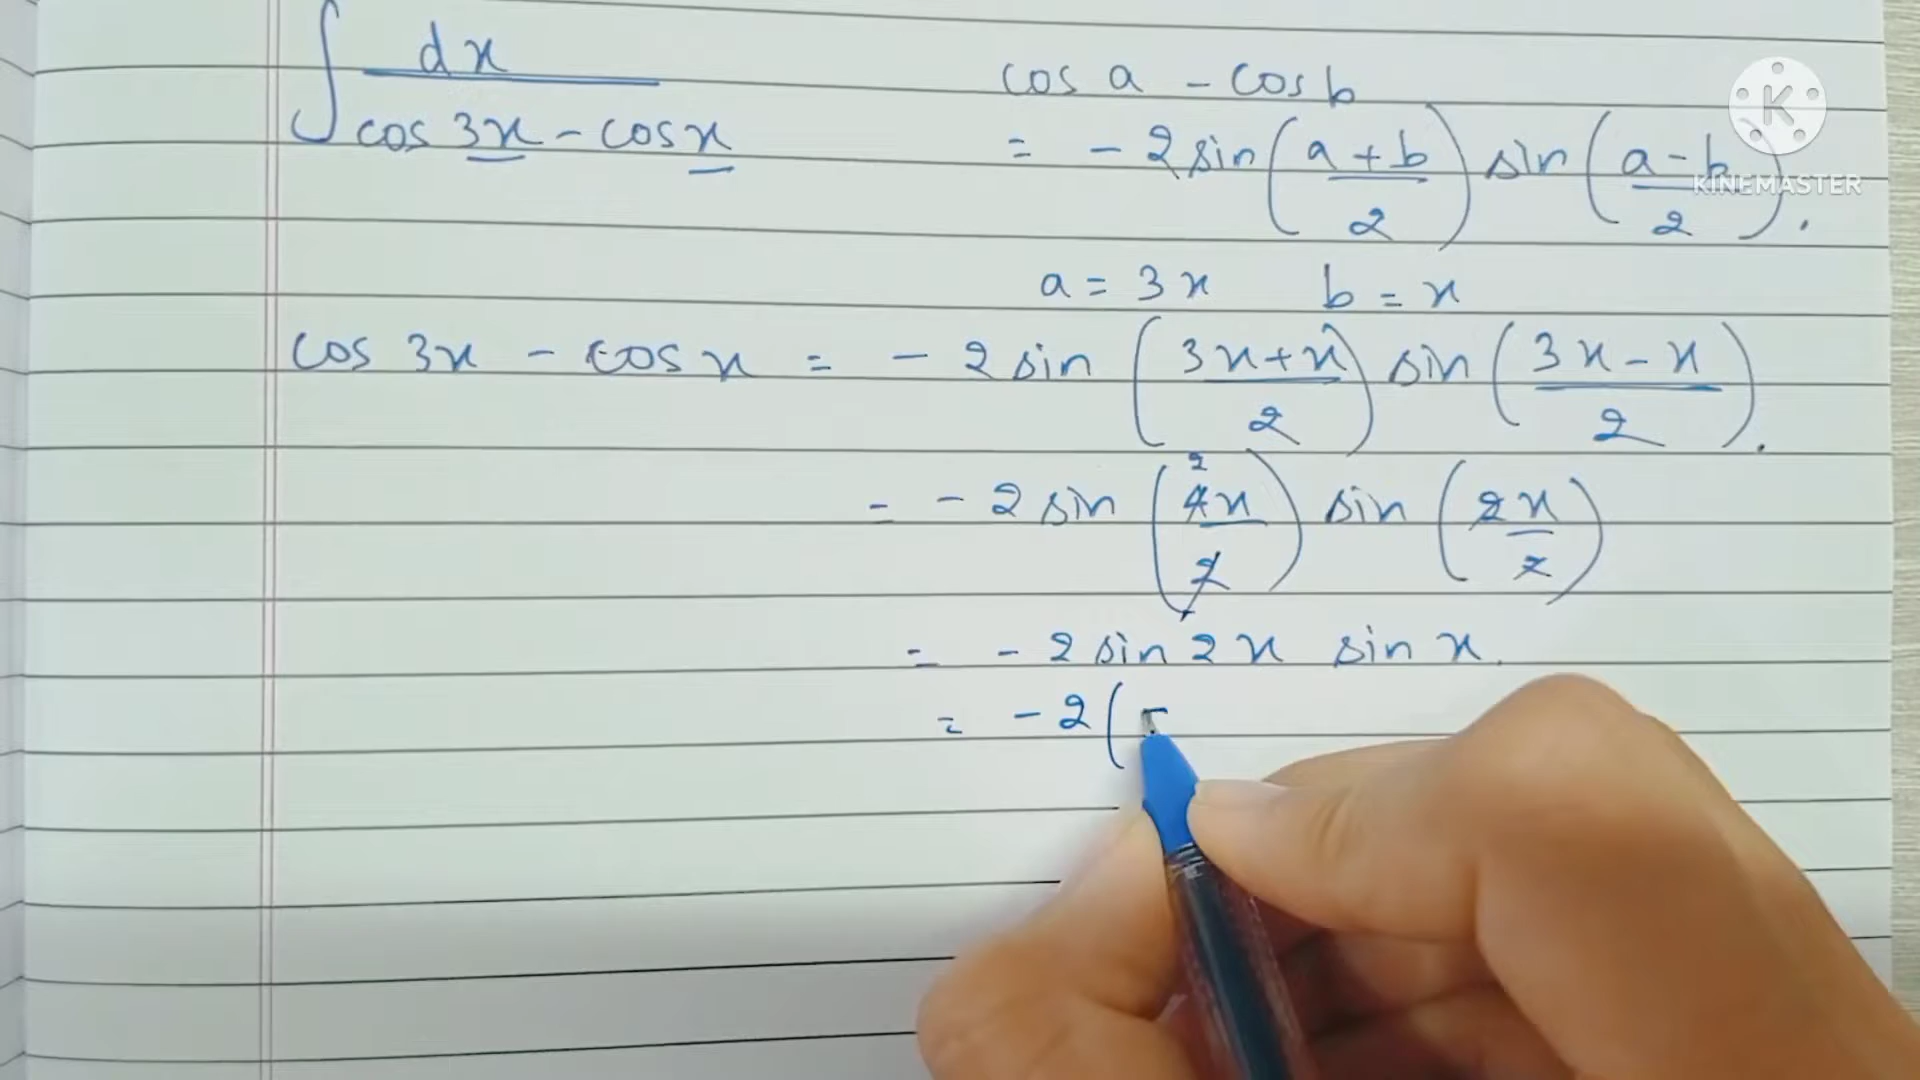 ∫ dx / (cos 3x - cos x)
cos a - cos b
= - 2 sin ( (a + b) / 2 ) sin ( (a - b) / 2 ).
K
KINEMASTER
a = 3x    b = x
cos 3x - cos x = - 2 sin ( (3x + x) / 2 ) sin ( (3x - x) / 2 ).
= - 2 sin ( 4x / 2 ) sin ( 2x / 2 )
= - 2 sin 2x sin x.
= - 2 (